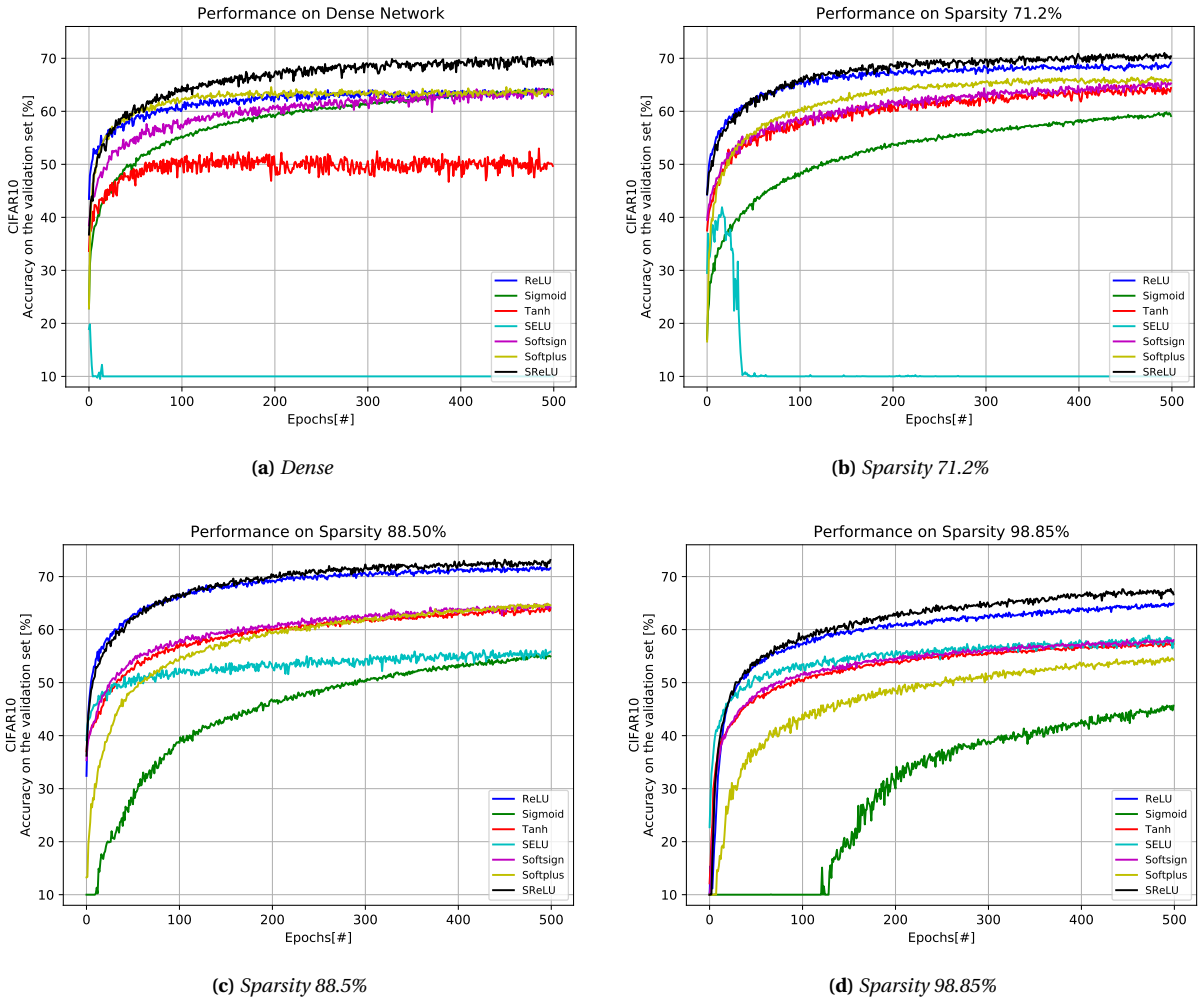 Performance on Dense Network
CIFAR10
Accuracy on the validation set [%]
70
60
50
40
30
20
10
0 100 200 300 400 500
Epochs[#]
ReLU
Sigmoid
Tanh
SELU
Softsign
Softplus
SReLU
(a) Dense
Performance on Sparsity 71.2%
CIFAR10
Accuracy on the validation set [%]
70
60
50
40
30
20
10
0 100 200 300 400 500
Epochs[#]
ReLU
Sigmoid
Tanh
SELU
Softsign
Softplus
SReLU
(b) Sparsity 71.2%
Performance on Sparsity 88.50%
CIFAR10
Accuracy on the validation set [%]
70
60
50
40
30
20
10
0 100 200 300 400 500
Epochs[#]
ReLU
Sigmoid
Tanh
SELU
Softsign
Softplus
SReLU
(c) Sparsity 88.5%
Performance on Sparsity 98.85%
CIFAR10
Accuracy on the validation set [%]
70
60
50
40
30
20
10
0 100 200 300 400 500
Epochs[#]
ReLU
Sigmoid
Tanh
SELU
Softsign
Softplus
SReLU
(d) Sparsity 98.85%